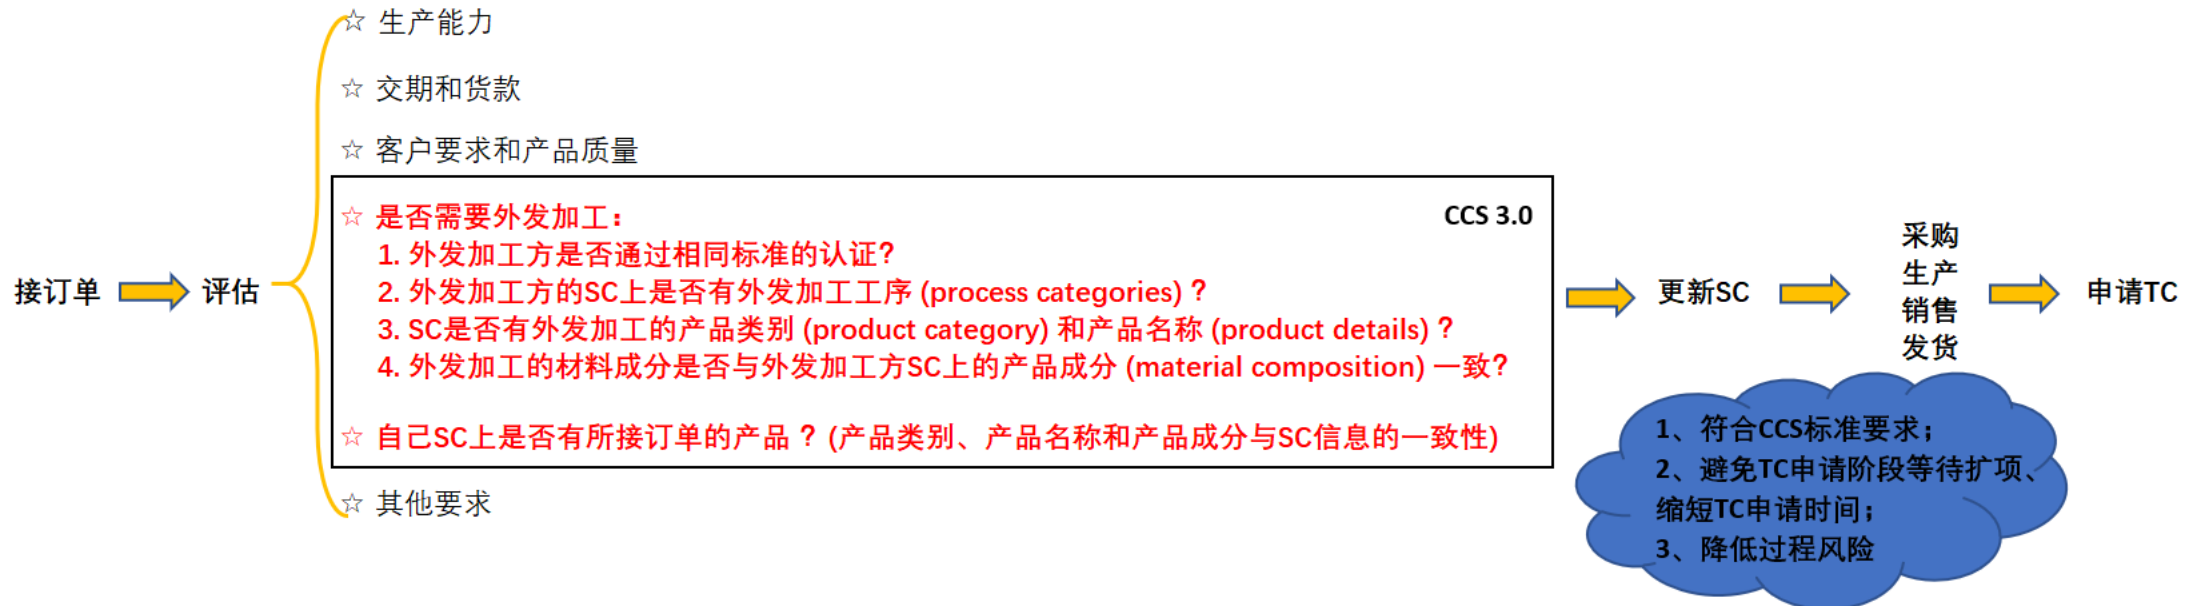 接订单
评估
☆ 生产能力
☆ 交期和货款
☆ 客户要求和产品质量
CCS 3.0
☆ 是否需要外发加工：
1. 外发加工方是否通过相同标准的认证？
2. 外发加工方的SC上是否有外发加工工序 (process categories) ？
3. SC是否有外发加工的产品类别 (product category) 和产品名称 (product details) ？
4. 外发加工的材料成分是否与外发加工方SC上的产品成分 (material composition) 一致？
☆ 自己SC上是否有所接订单的产品 ？(产品类别、产品名称和产品成分与SC信息的一致性)
☆ 其他要求
更新SC
采购
生产
销售
发货
申请TC
1、符合CCS标准要求；
2、避免TC申请阶段等待扩项、
缩短TC申请时间；
3、降低过程风险